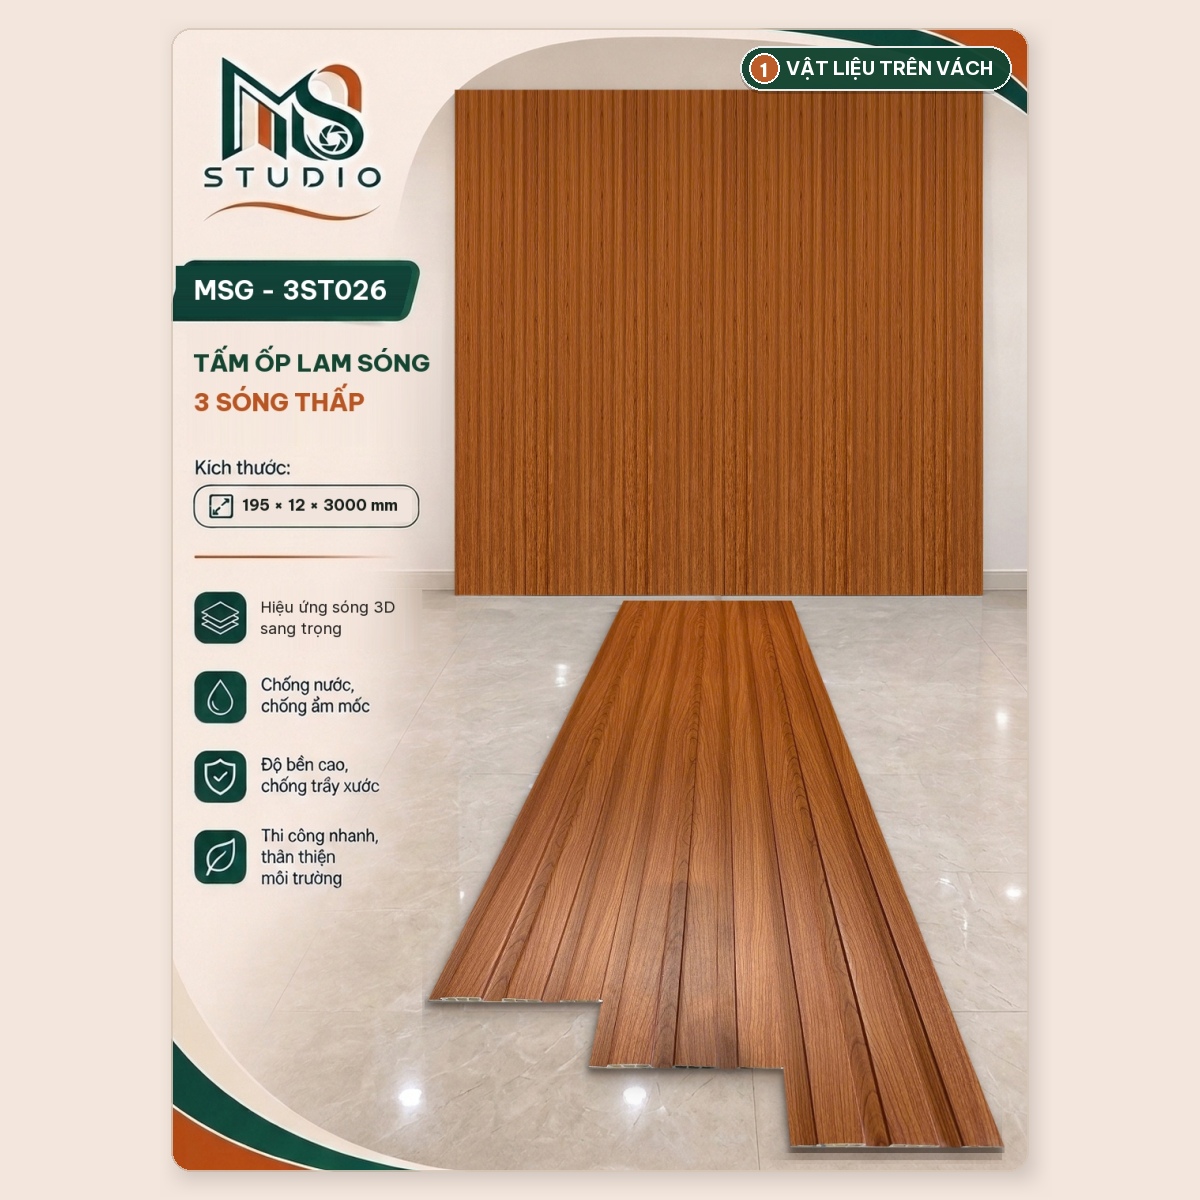 MS
STUDIO
1 VẬT LIỆU TRÊN VÁCH
MSG - 3ST026
TẤM ỐP LAM SÓNG
3 SÓNG THẤP
Kích thước:
195 × 12 × 3000 mm
Hiệu ứng sóng 3D
sang trọng
Chống nước,
chống ẩm mốc
Độ bền cao,
chống trầy xước
Thi công nhanh,
thân thiện
môi trường